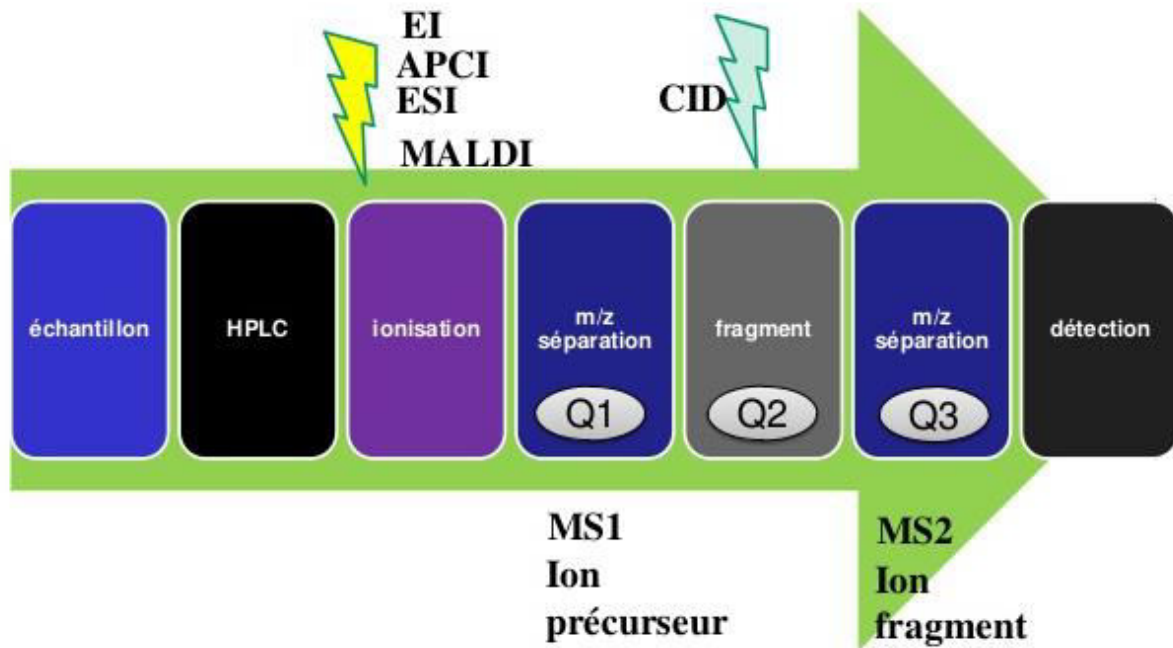 EI
APCI
ESI
MALDI
CID
échantillon
HPLC
ionisation
m/z
séparation
Q1
fragment
Q2
m/z
séparation
Q3
détection
MS1
Ion
précurseur
MS2
Ion
fragment